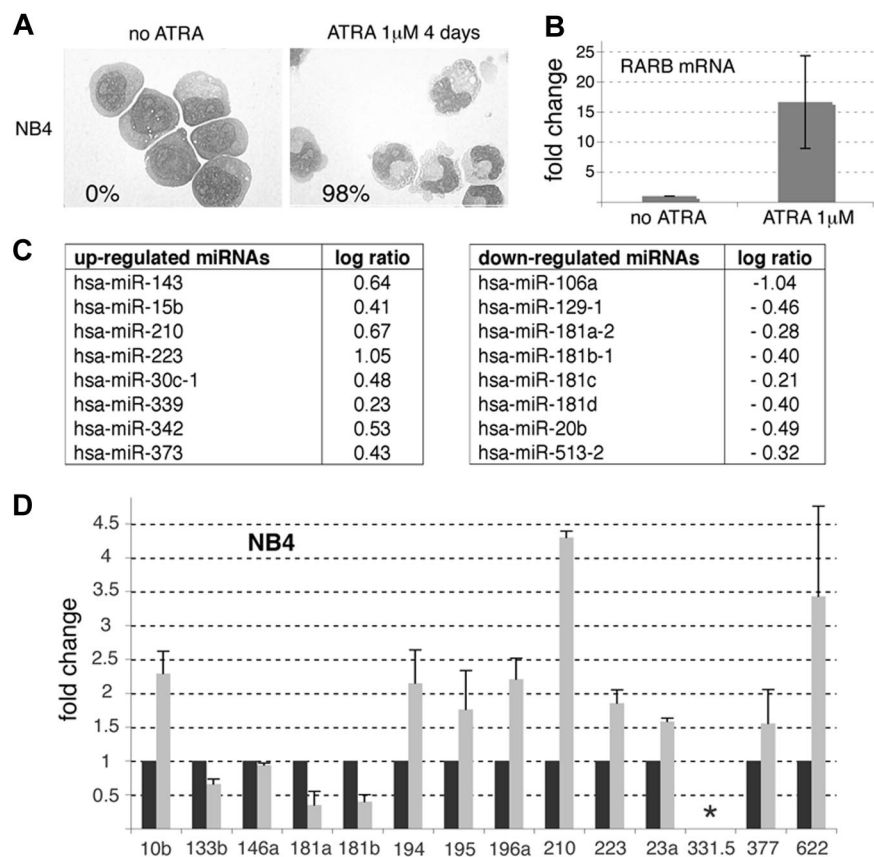 A
no ATRA
ATRA 1μM 4 days
NB4
0%
98%
B
fold change
25
20
15
10
5
RARB mRNA
no ATRA
ATRA 1μM
C
up-regulated miRNAs log ratio
hsa-miR-143 0.64
hsa-miR-15b 0.41
hsa-miR-210 0.67
hsa-miR-223 1.05
hsa-miR-30c-1 0.48
hsa-miR-339 0.23
hsa-miR-342 0.53
hsa-miR-373 0.43
down-regulated miRNAs log ratio
hsa-miR-106a -1.04
hsa-miR-129-1 - 0.46
hsa-miR-181a-2 - 0.28
hsa-miR-181b-1 - 0.40
hsa-miR-181c - 0.21
hsa-miR-181d - 0.40
hsa-miR-20b - 0.49
hsa-miR-513-2 - 0.32
D
NB4
fold change
4.5
4
3.5
3
2.5
2
1.5
1
0.5
*
10b 133b 146a 181a 181b 194 195 196a 210 223 23a 331.5 377 622